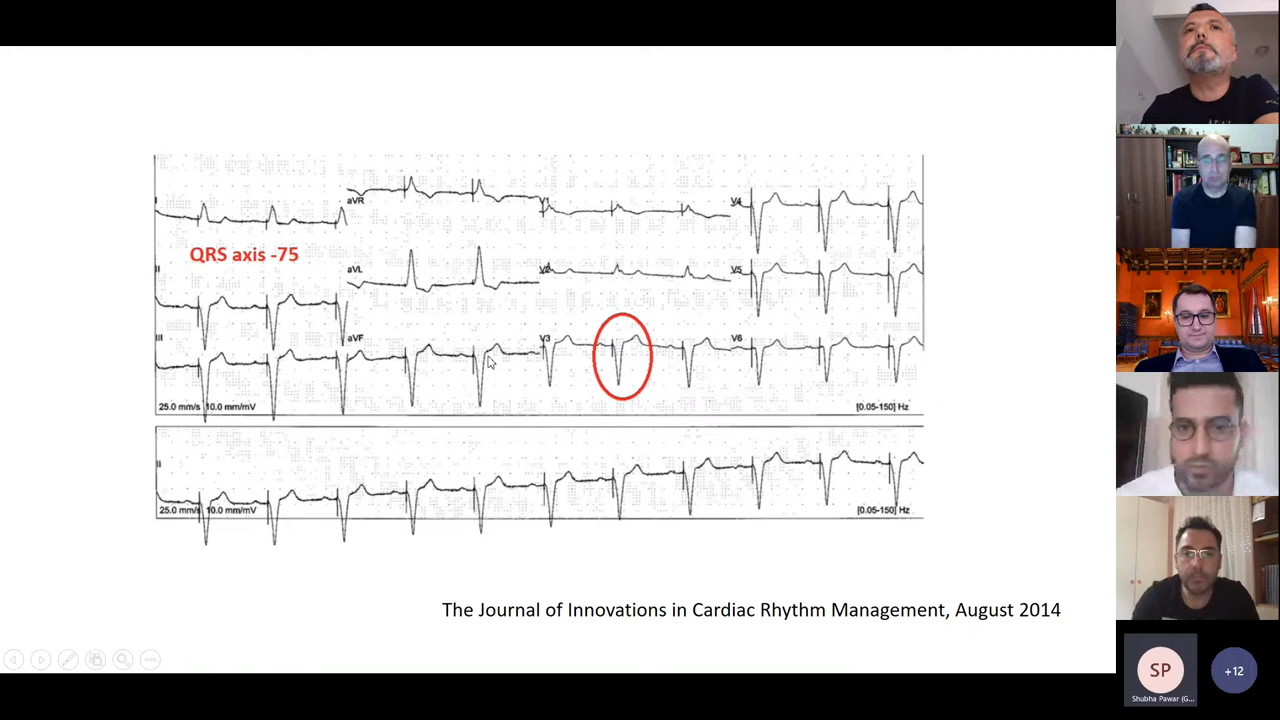 I
aVR
V1
V4
QRS axis -75
II
aVL
V2
V5
III
aVF
V3
V6
25.0 mm/s 10.0 mm/mV
[0.05-150] Hz
II
25.0 mm/s 10.0 mm/mV
[0.05-150] Hz
The Journal of Innovations in Cardiac Rhythm Management, August 2014
SP
+12
Shubha Pawar (G...